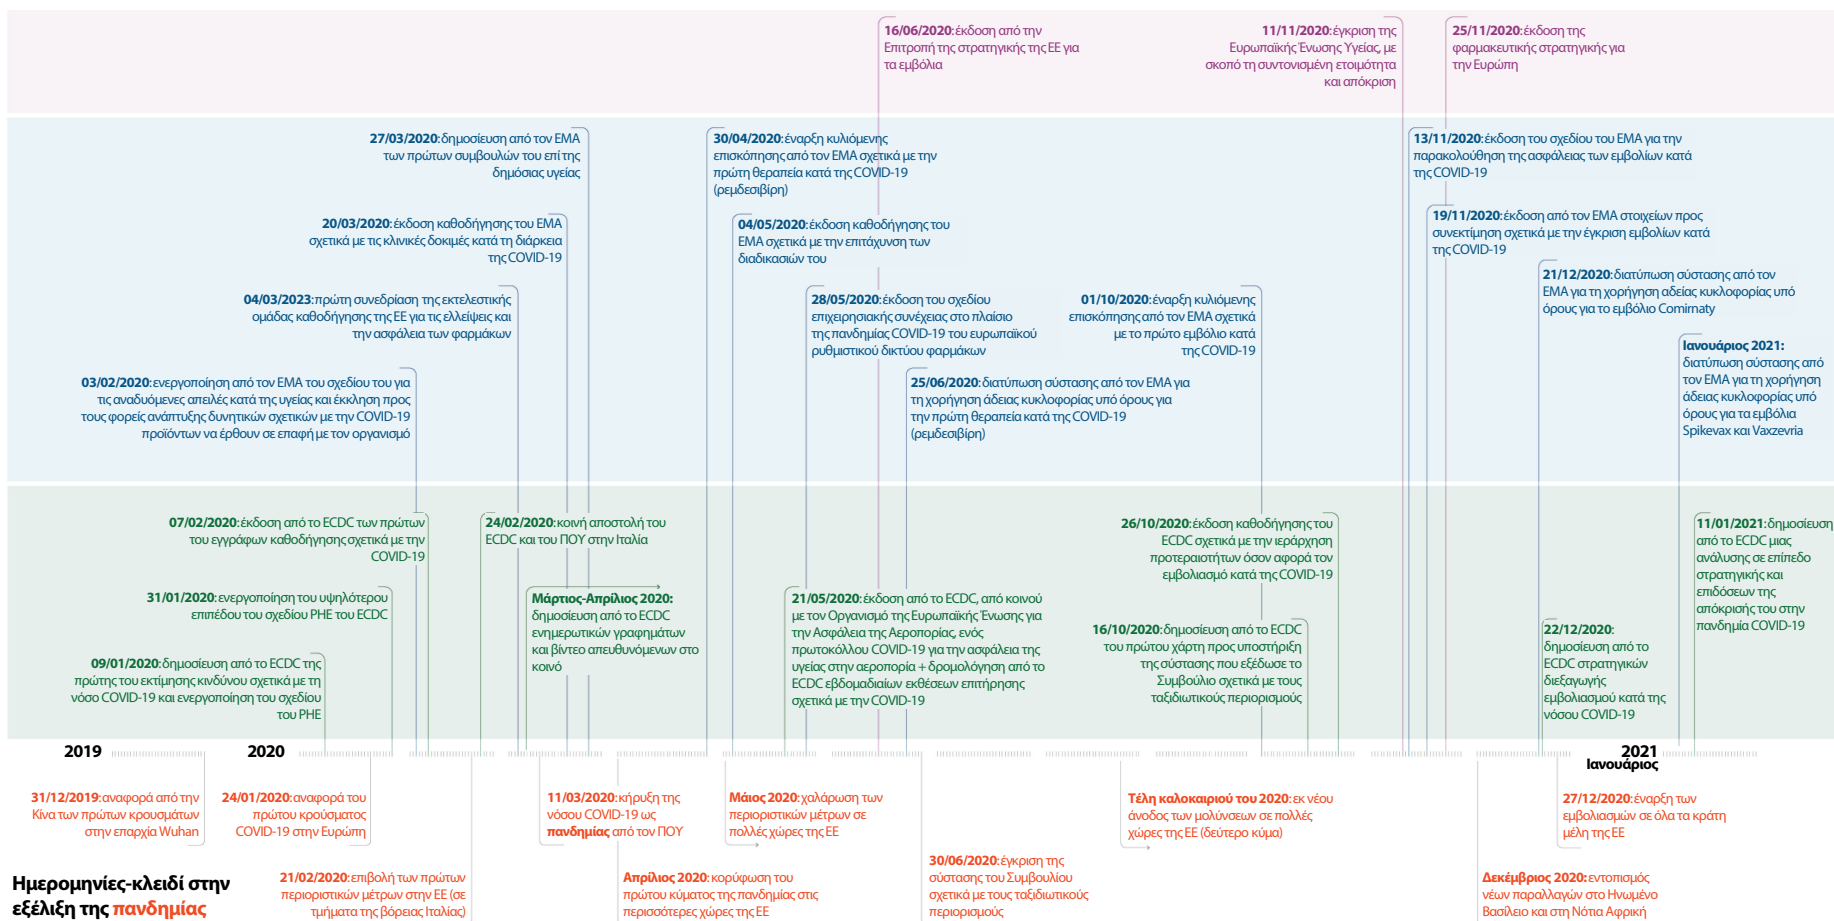 16/06/2020: έκδοση από την
Επιτροπή της στρατηγικής της ΕΕ για
τα εμβόλια
11/11/2020: έγκριση της
Ευρωπαϊκής Ένωσης Υγείας, με
σκοπό τη συντονισμένη ετοιμότητα
και απόκριση
25/11/2020: έκδοση της
φαρμακευτικής στρατηγικής για
την Ευρώπη
27/03/2020: δημοσίευση από τον EMA
των πρώτων συμβουλών του επί της
δημόσιας υγείας
30/04/2020: έναρξη κυλιόμενης
επισκόπησης από τον EMA σχετικά με την
πρώτη θεραπεία κατά της COVID-19
(ρεμδεσιβίρη)
13/11/2020: έκδοση του σχεδίου του EMA για την
παρακολούθηση της ασφάλειας των εμβολίων κατά
της COVID-19
20/03/2020: έκδοση καθοδήγησης του EMA
σχετικά με τις κλινικές δοκιμές κατά τη διάρκεια
της COVID-19
04/05/2020: έκδοση καθοδήγησης του
EMA σχετικά με την επιτάχυνση των
διαδικασιών του
19/11/2020: έκδοση από τον EMA στοιχείων προς
συνεκτίμηση σχετικά με την έγκριση εμβολίων κατά
της COVID-19
04/03/2023: πρώτη συνεδρίαση της εκτελεστικής
ομάδας καθοδήγησης της ΕΕ για τις ελλείψεις και
την ασφάλεια των φαρμάκων
28/05/2020: έκδοση του σχεδίου
επιχειρησιακής συνέχειας στο πλαίσιο
της πανδημίας COVID-19 του ευρωπαϊκού
ρυθμιστικού δικτύου φαρμάκων
01/10/2020: έναρξη κυλιόμενης
επισκόπησης από τον EMA σχετικά
με το πρώτο εμβόλιο κατά
της COVID-19
21/12/2020: διατύπωση σύστασης από τον
EMA για τη χορήγηση αδείας κυκλοφορίας υπό
όρους για το εμβόλιο Comirnaty
Ιανουάριος 2021:
διατύπωση σύστασης από
τον EMA για τη χορήγηση
άδειας κυκλοφορίας υπό
όρους για τα εμβόλια
Spikevax και Vaxzevria
03/02/2020: ενεργοποίηση από τον EMA του σχεδίου του για
τις αναδυόμενες απειλές κατά της υγείας και έκκληση προς
τους φορείς ανάπτυξης δυνητικών σχετικών με την COVID-19
προϊόντων να έρθουν σε επαφή με τον οργανισμό
25/06/2020: διατύπωση σύστασης από τον EMA για
τη χορήγηση άδειας κυκλοφορίας υπό όρους για
την πρώτη θεραπεία κατά της COVID-19
(ρεμδεσιβίρη)
07/02/2020: έκδοση από το ECDC των πρώτων
του εγγράφων καθοδήγησης σχετικά με την
COVID-19
24/02/2020: κοινή αποστολή του
ECDC και του ΠΟΥ στην Ιταλία
26/10/2020: έκδοση καθοδήγησης του
ECDC σχετικά με την ιεράρχηση
προτεραιοτήτων όσον αφορά τον
εμβολιασμό κατά της COVID-19
11/01/2021: δημοσίευση
από το ECDC μιας
ανάλυσης σε επίπεδο
στρατηγικής και
επιδόσεων της
απόκρισής του στην
πανδημία COVID-19
31/01/2020: ενεργοποίηση του υψηλότερου
επιπέδου του σχεδίου PHE του ECDC
Μάρτιος-Απρίλιος 2020:
δημοσίευση από το ECDC
ενημερωτικών γραφημάτων
και βίντεο απευθυνόμενων στο
κοινό
21/05/2020: έκδοση από το ECDC, από κοινού
με τον Οργανισμό της Ευρωπαϊκής Ένωσης για
την Ασφάλεια της Αεροπορίας, ενός
πρωτοκόλλου COVID-19 για την ασφάλεια της
υγείας στην αεροπορία + δρομολόγηση από το
ECDC εβδομαδιαίων εκθέσεων επιτήρησης
σχετικά με την COVID-19
16/10/2020: δημοσίευση από το ECDC
του πρώτου χάρτη προς υποστήριξη
της σύστασης που εξέδωσε το
Συμβούλιο σχετικά με τους
ταξιδιωτικούς περιορισμούς
22/12/2020:
δημοσίευση από το
ECDC στρατηγικών
διεξαγωγής
εμβολιασμού κατά της
νόσου COVID-19
09/01/2020: δημοσίευση από το ECDC της
πρώτης του εκτίμησης κινδύνου σχετικά με τη
νόσο COVID-19 και ενεργοποίηση του σχεδίου
του PHE
2019
2020
2021
Ιανουάριος
31/12/2019: αναφορά από την
Κίνα των πρώτων κρουσμάτων
στην επαρχία Wuhan
24/01/2020: αναφορά του
πρώτου κρούσματος
COVID-19 στην Ευρώπη
11/03/2020: κήρυξη της
νόσου COVID-19 ως
πανδημίας από τον ΠΟΥ
Μάιος 2020: χαλάρωση των
περιοριστικών μέτρων σε
πολλές χώρες της ΕΕ
Τέλη καλοκαιριού του 2020: εκ νέου
άνοδος των μολύνσεων σε πολλές
χώρες της ΕΕ (δεύτερο κύμα)
27/12/2020: έναρξη των
εμβολιασμών σε όλα τα κράτη
μέλη της ΕΕ
21/02/2020: επιβολή των πρώτων
περιοριστικών μέτρων στην ΕΕ (σε
τμήματα της βόρειας Ιταλίας)
Απρίλιος 2020: κορύφωση του
πρώτου κύματος της πανδημίας στις
περισσότερες χώρες της ΕΕ
30/06/2020: έγκριση της
σύστασης του Συμβουλίου
σχετικά με τους ταξιδιωτικούς
περιορισμούς
Δεκέμβριος 2020: εντοπισμός
νέων παραλλαγών στο Ηνωμένο
Βασίλειο και στη Νότια Αφρική
Ημερομηνίες-κλειδί στην
εξέλιξη της πανδημίας